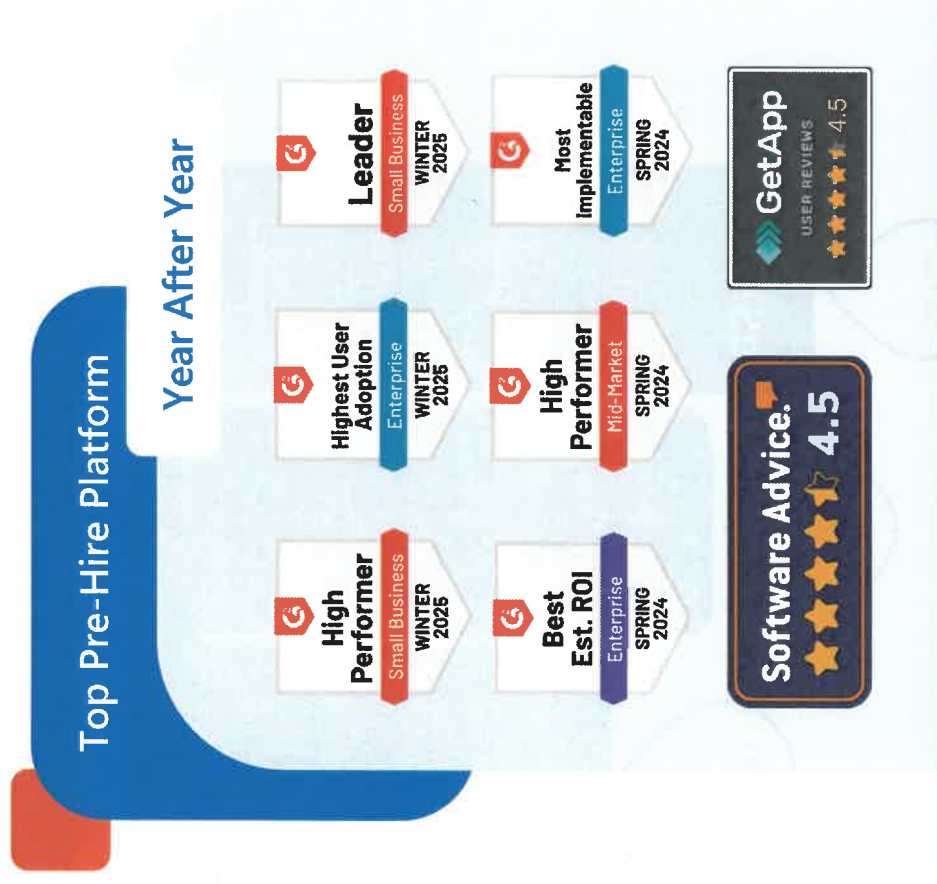 Top Pre-Hire Platform
Year After Year
High
Performer
Small Business
WINTER
2025
Highest User
Adoption
Enterprise
WINTER
2025
Leader
Small Business
WINTER
2025
Best
Est. ROI
Enterprise
SPRING
2024
High
Performer
Mid-Market
SPRING
2024
Most
Implementable
Enterprise
SPRING
2024
Software Advice.
4.5
GetApp
USER REVIEWS
4.5